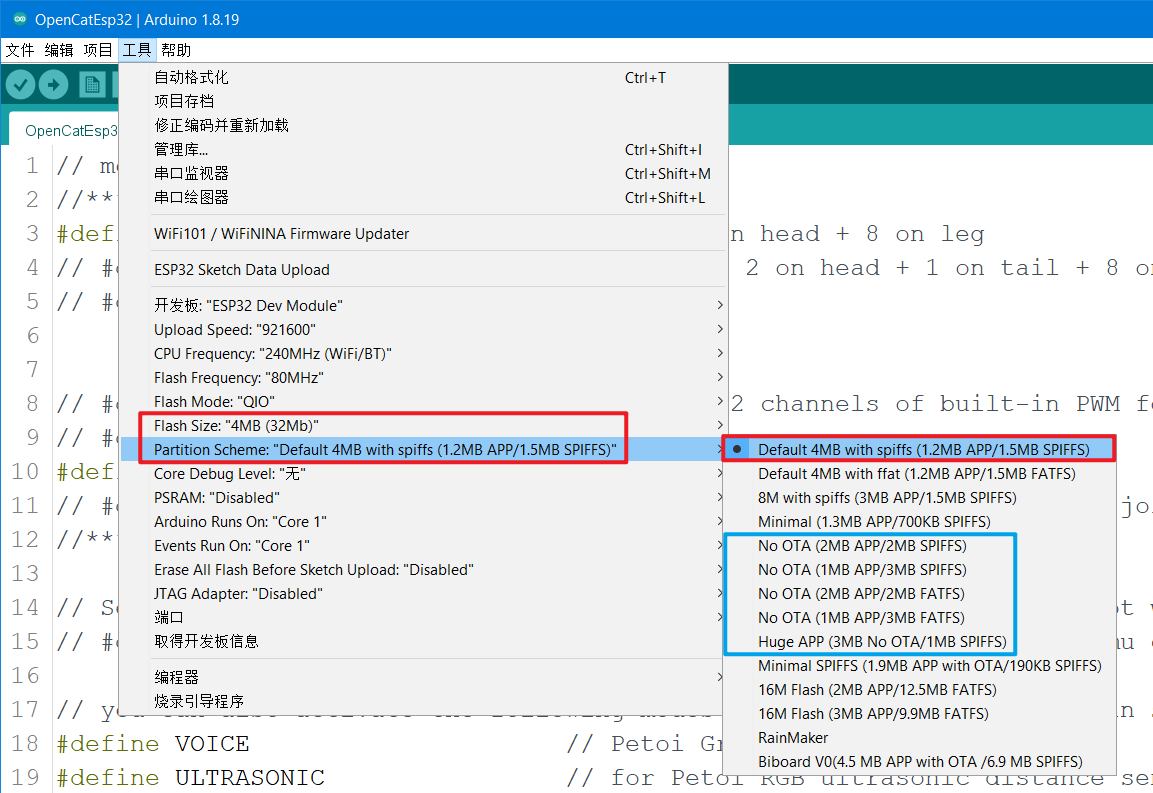 OpenCatEsp32 | Arduino 1.8.19
文件 编辑 项目 工具 帮助
自动格式化 Ctrl+T
项目存档
修正编码并重新加载
管理库... Ctrl+Shift+I
串口监视器 Ctrl+Shift+M
串口绘图器 Ctrl+Shift+L
WiFi101 / WiFiNINA Firmware Updater
ESP32 Sketch Data Upload
开发板: "ESP32 Dev Module"
Upload Speed: "921600"
CPU Frequency: "240MHz (WiFi/BT)"
Flash Frequency: "80MHz"
Flash Mode: "QIO"
Flash Size: "4MB (32Mb)"
Partition Scheme: "Default 4MB with spiffs (1.2MB APP/1.5MB SPIFFS)"
Core Debug Level: "无"
PSRAM: "Disabled"
Arduino Runs On: "Core 1"
Events Run On: "Core 1"
Erase All Flash Before Sketch Upload: "Disabled"
JTAG Adapter: "Disabled"
端口
取得开发板信息
编程器
烧录引导程序
Default 4MB with spiffs (1.2MB APP/1.5MB SPIFFS)
Default 4MB with ffat (1.2MB APP/1.5MB FATFS)
8M with spiffs (3MB APP/1.5MB SPIFFS)
Minimal (1.3MB APP/700KB SPIFFS)
No OTA (2MB APP/2MB SPIFFS)
No OTA (1MB APP/3MB SPIFFS)
No OTA (2MB APP/2MB FATFS)
No OTA (1MB APP/3MB FATFS)
Huge APP (3MB No OTA/1MB SPIFFS)
Minimal SPIFFS (1.9MB APP with OTA/190KB SPIFFS)
16M Flash (2MB APP/12.5MB FATFS)
16M Flash (3MB APP/9.9MB FATFS)
RainMaker
Biboard V0(4.5 MB APP with OTA /6.9 MB SPIFFS)
OpenCatEsp3
1 // m
2 //**
3 #def n head + 8 on leg
4 // # 2 on head + 1 on tail + 8 o
5 // #
6
7
8 // # 2 channels of built-in PWM f
9 // #
10 #def
11 // # jo
12 //**
13
14 // S
15 // #
16
17 // y
18 #define VOICE // Petoi G
19 #define ULTRASONIC // for Petoi RGB ultrasonic distance se